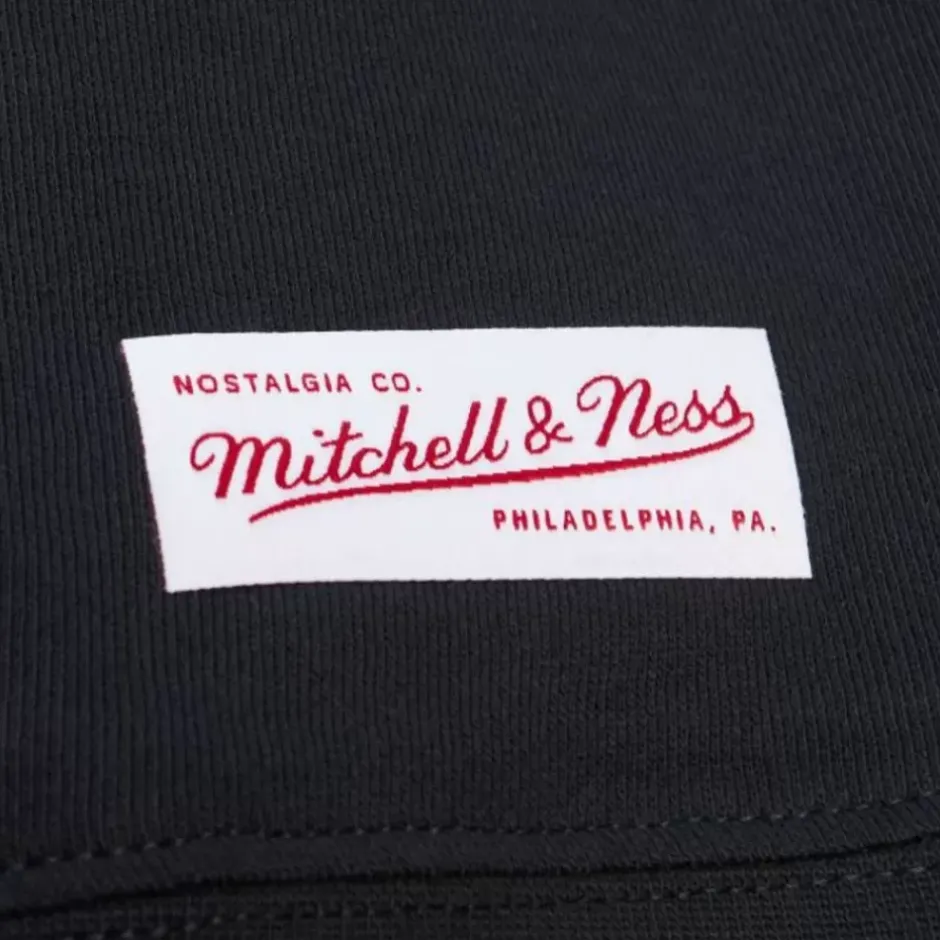 NOSTALGIA CO.
Mitchell & Ness
PHILADELPHIA, PA.